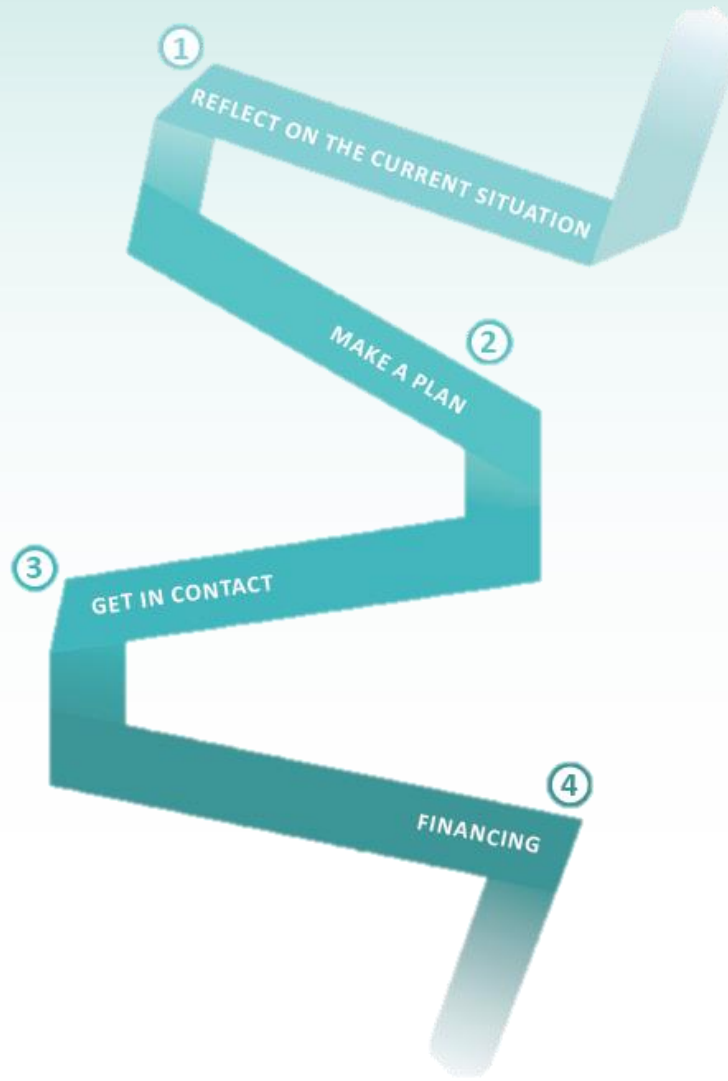 1
REFLECT ON THE CURRENT SITUATION
2
MAKE A PLAN
3
GET IN CONTACT
4
FINANCING